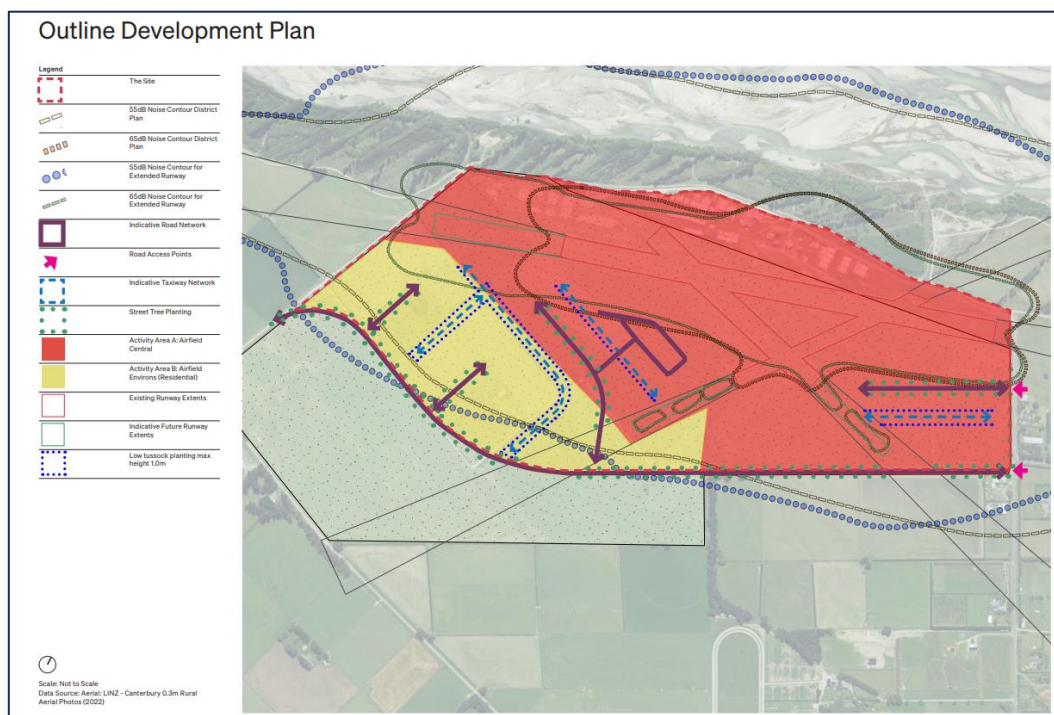 Outline Development Plan
Legend
The Site
55dB Noise Contour District
Plan
65dB Noise Contour District
Plan
55dB Noise Contour for
Extended Runway
65dB Noise Contour for
Extended Runway
Indicative Road Network
Road Access Points
Indicative Taxiway Network
Street Tree Planting
Activity Area A: Airfield
Central
Activity Area B: Airfield
Environs (Residential)
Existing Runway Extents
Indicative Future Runway
Extents
Low tussock planting max
height 1.0m
Scale: Not to Scale
Data Source: Aerial: LINZ - Canterbury 0.3m Rural
Aerial Photos (2022)